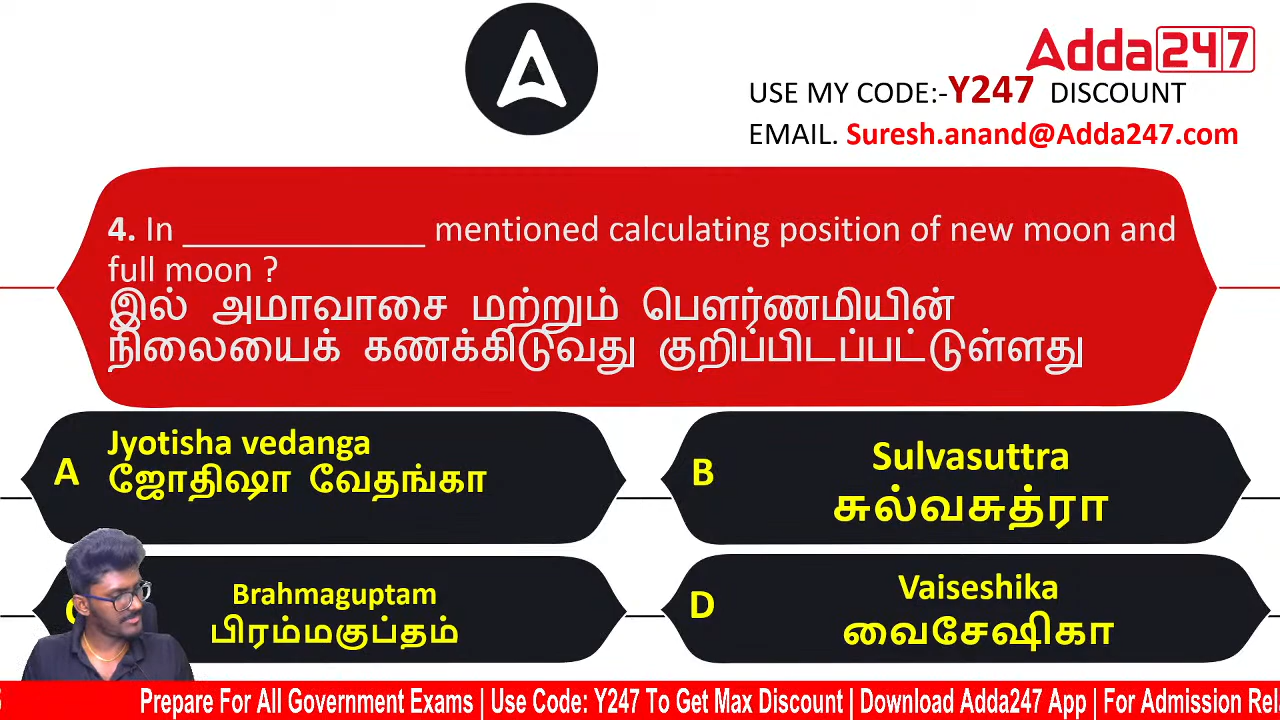 Adda247
USE MY CODE:-Y247 DISCOUNT
EMAIL. Suresh.anand@Adda247.com
4. In ______________ mentioned calculating position of new moon and
full moon ?
இல் அமாவாசை மற்றும் பௌர்ணமியின்
நிலையைக் கணக்கிடுவது குறிப்பிடப்பட்டுள்ளது
A
Jyotisha vedanga
ஜோதிஷா வேதங்கா
B
Sulvasuttra
சுல்வசுத்ரா
Brahmaguptam
பிரம்மகுப்தம்
D
Vaiseshika
வைசேஷிகா
Prepare For All Government Exams | Use Code: Y247 To Get Max Discount | Download Adda247 App | For Admission Rel